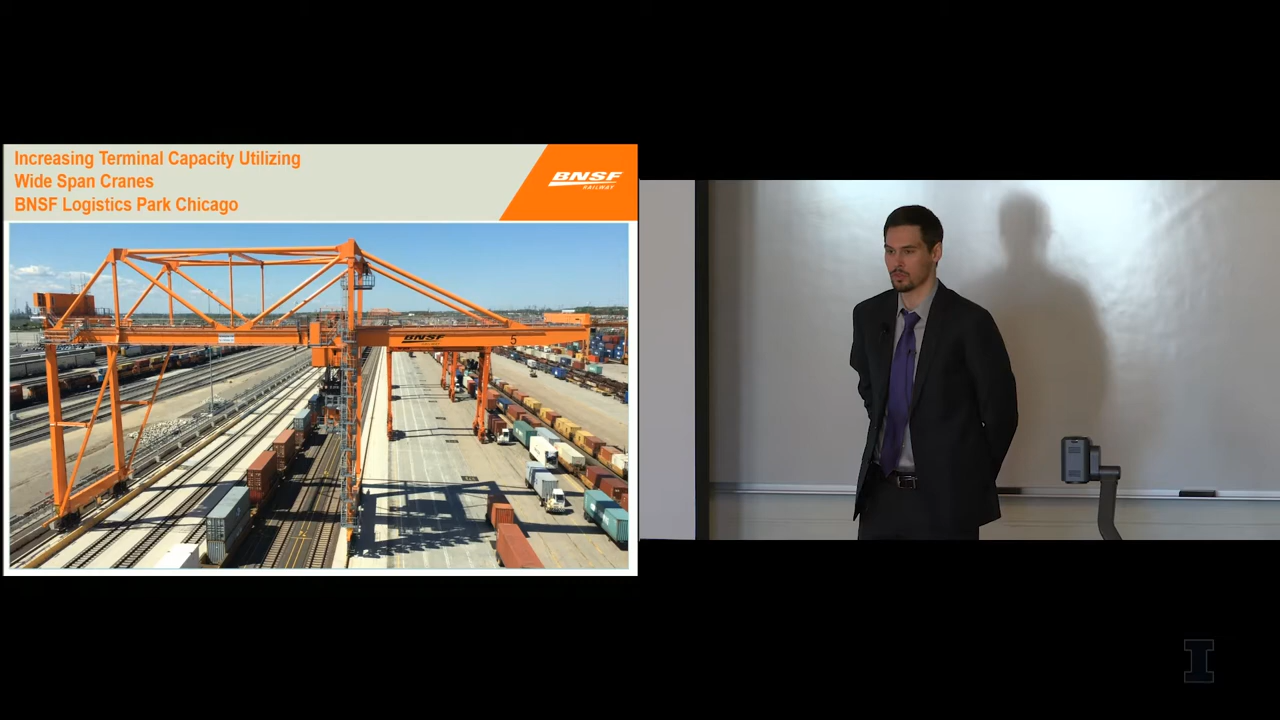 Increasing Terminal Capacity Utilizing
Wide Span Cranes
BNSF Logistics Park Chicago
BNSF
RAILWAY
BNSF
5
I